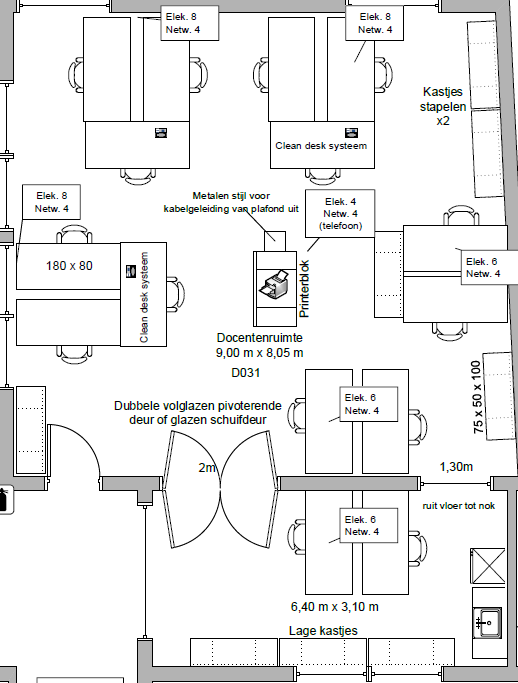 Elek. 8
Netw. 4
Elek. 8
Netw. 4
Kastjes
stapelen
x2
Clean desk systeem
Elek. 8
Netw. 4
Metalen stijl voor
kabelgeleiding van plafond uit
Elek. 4
Netw. 4
(telefoon)
180 x 80
Clean desk systeem
Printerblok
Elek. 6
Netw. 4
Docentenruimte
9,00 m x 8,05 m
D031
75 x 50 x 100
Dubbele volglazen pivoterende
deur of glazen schuifdeur
Elek. 6
Netw. 4
2m
1,30m
ruit vloer tot nok
Elek. 6
Netw. 4
6,40 m x 3,10 m
Lage kastjes